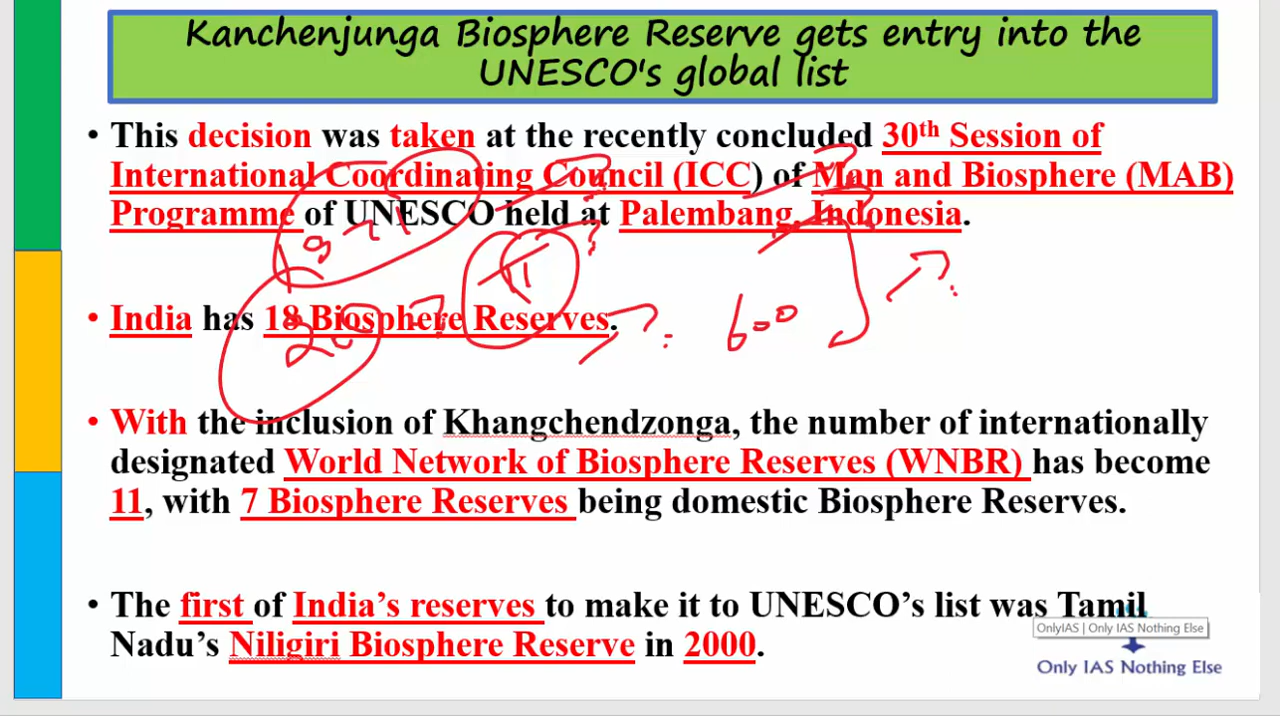 Kanchenjunga Biosphere Reserve gets entry into the
UNESCO's global list
• This decision was taken at the recently concluded 30th Session of
International Coordinating Council (ICC) of Man and Biosphere (MAB)
Programme of UNESCO held at Palembang, Indonesia.
• India has 18 Biosphere Reserves.
11
600
• With the inclusion of Khangchendzonga, the number of internationally
designated World Network of Biosphere Reserves (WNBR) has become
11, with 7 Biosphere Reserves being domestic Biosphere Reserves.
• The first of India’s reserves to make it to UNESCO’s list was Tamil
Nadu’s Niligiri Biosphere Reserve in 2000.
OnlyIAS | Only IAS Nothing Else
Only IAS Nothing Else